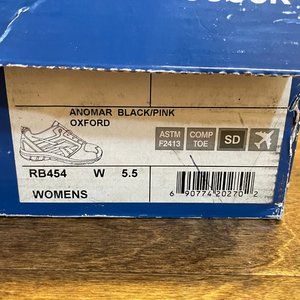 ANOMAR BLACK/PINK
OXFORD
ASTM
F2413
COMP
TOE
SD
RB454 W 5.5
WOMENS
6 90774 20270 2